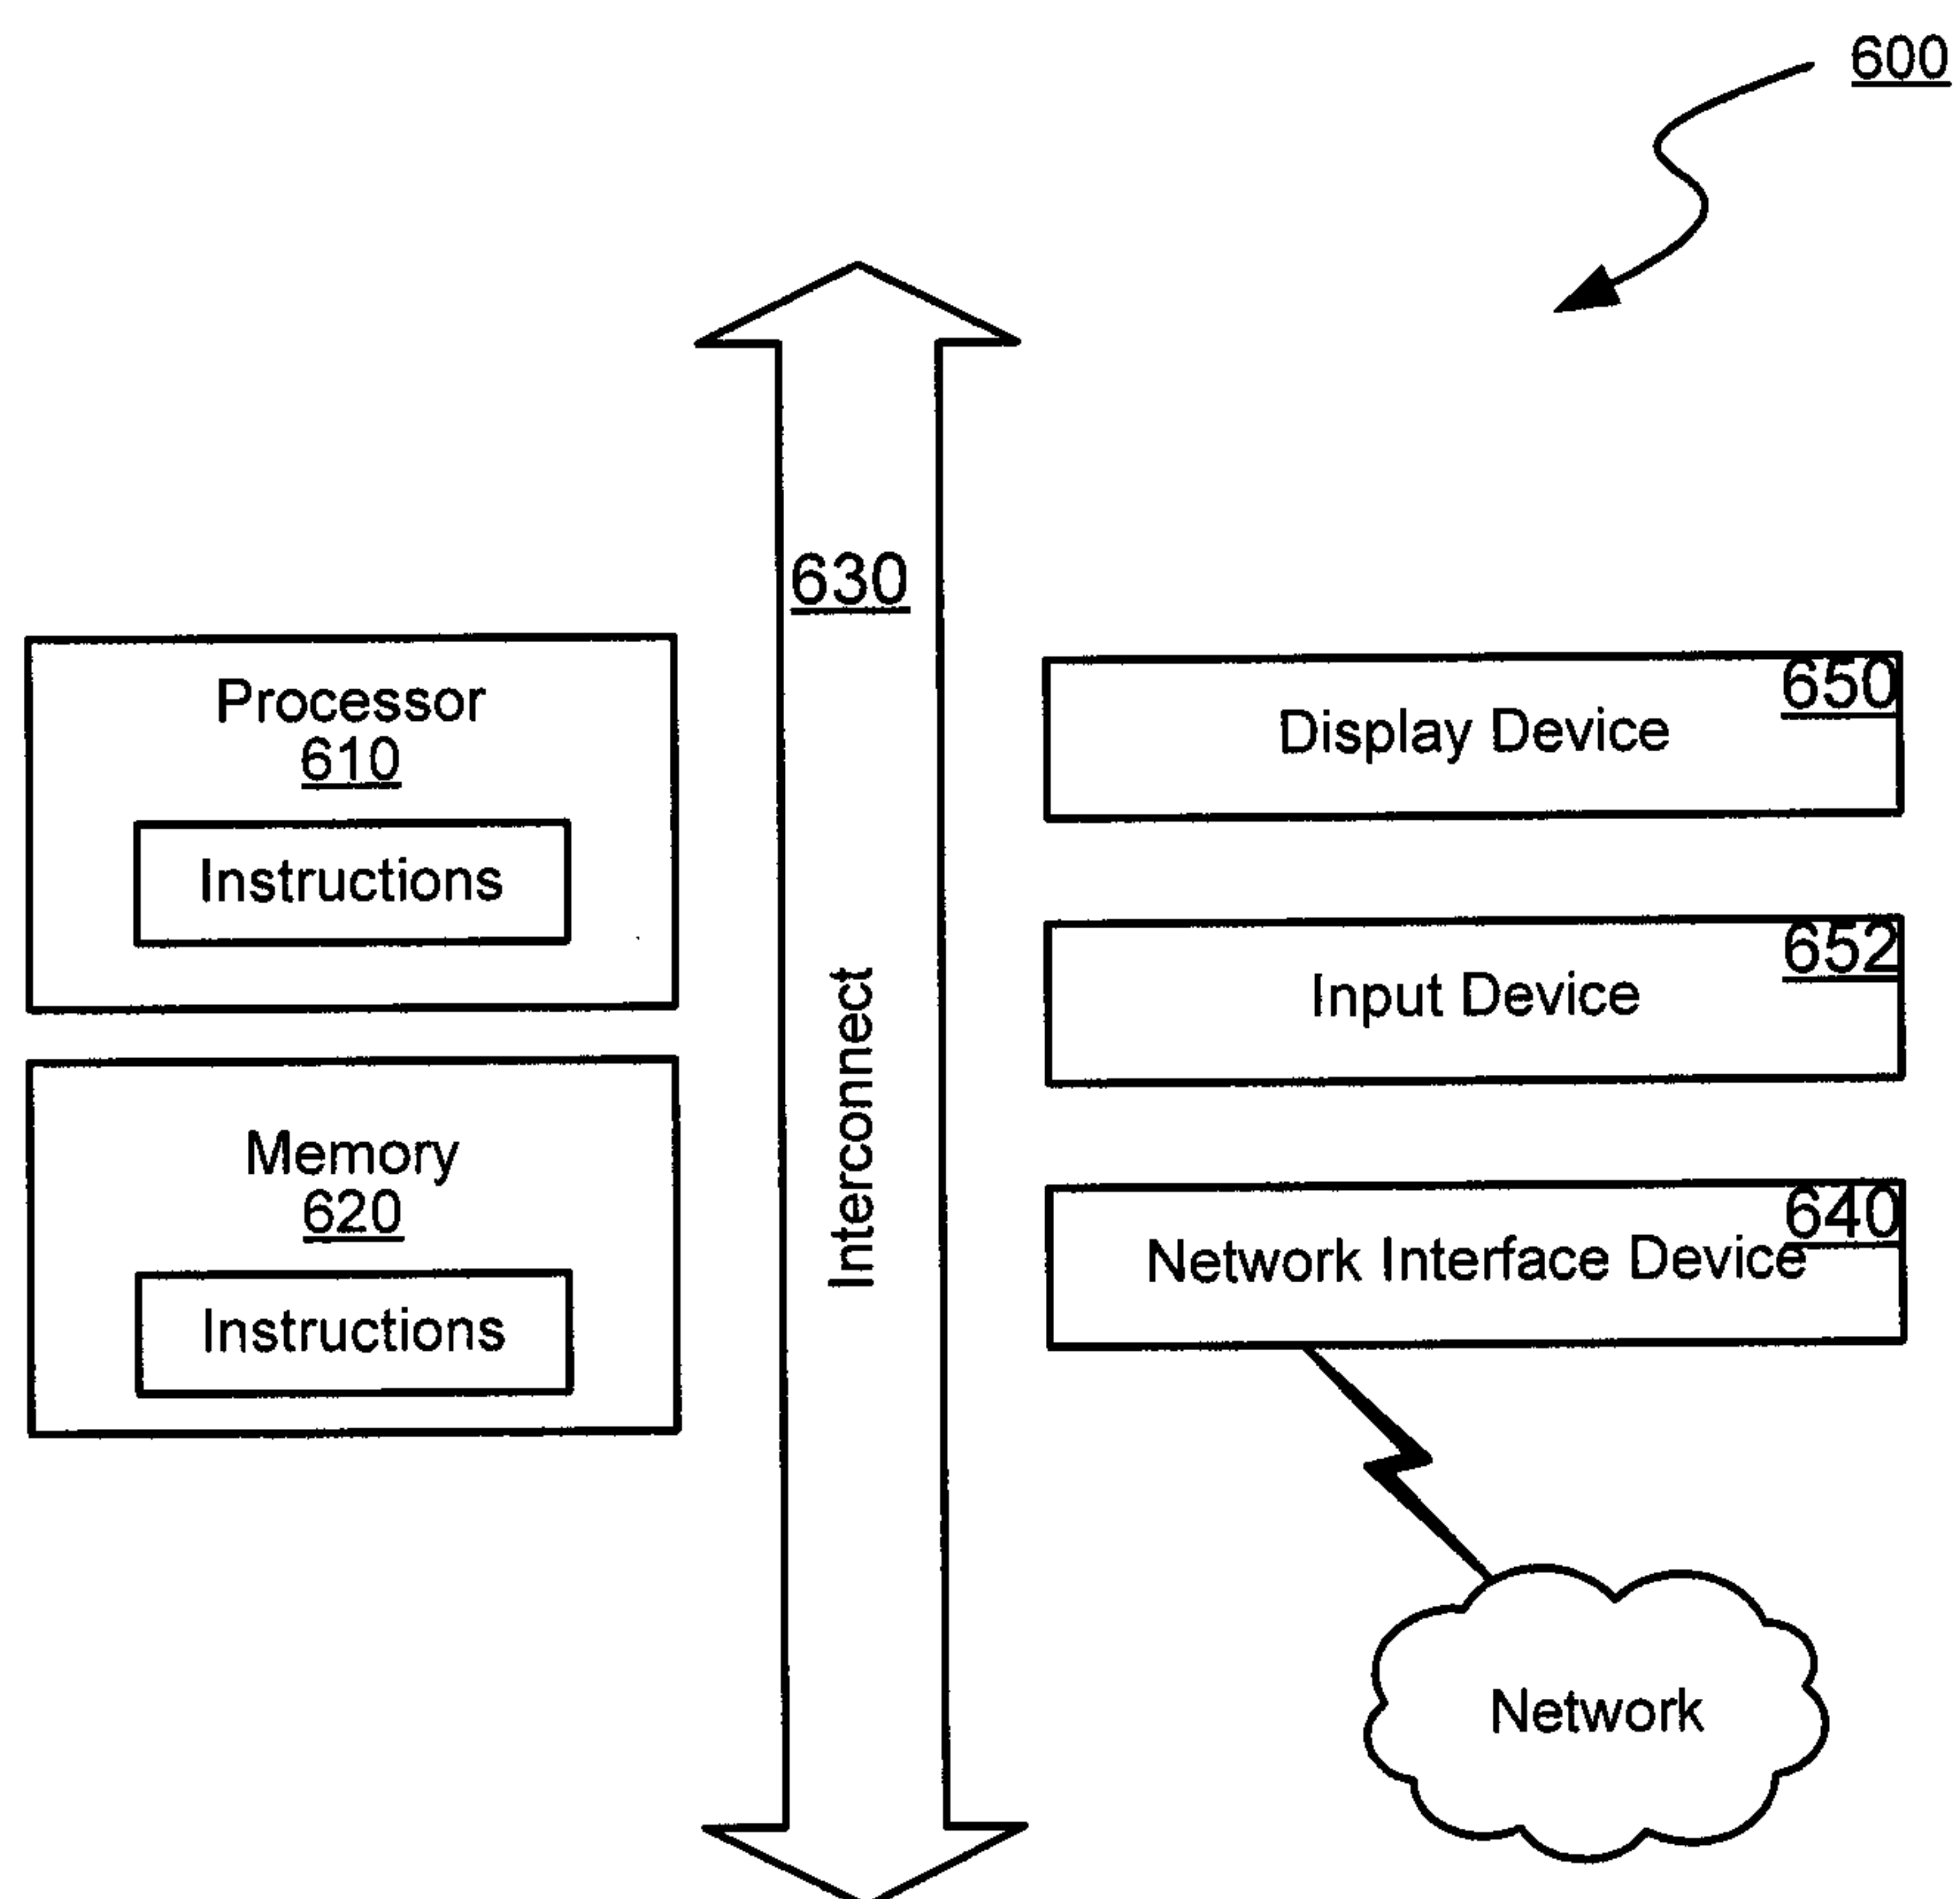 600
630
Processor
610
Instructions
Memory
620
Instructions
Interconnect
650
Display Device
652
Input Device
640
Network Interface Device
Network